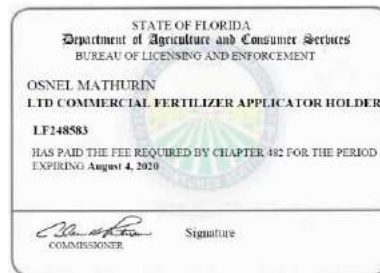 STATE OF FLORIDA
Department of Agriculture and Consumer Services
BUREAU OF LICENSING AND ENFORCEMENT
OSNEL MATHURIN
LTD COMMERCIAL FERTILIZER APPLICATOR HOLDER
LF248583
HAS PAID THE FEE REQUIRED BY CHAPTER 482 FOR THE PERIOD
EXPIRING August 4, 2020
Signature
COMMISSIONER